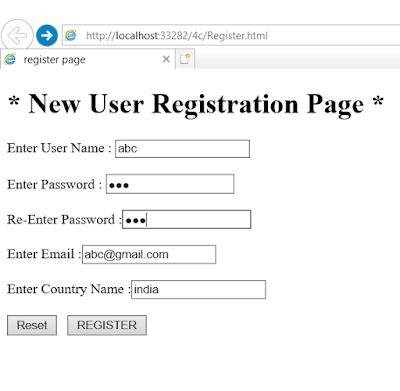 http://localhost:33282/4c/Register.html
register page
* New User Registration Page *
Enter User Name : abc
Enter Password : ●●●
Re-Enter Password :●●●
Enter Email :abc@gmail.com
Enter Country Name :india
Reset REGISTER